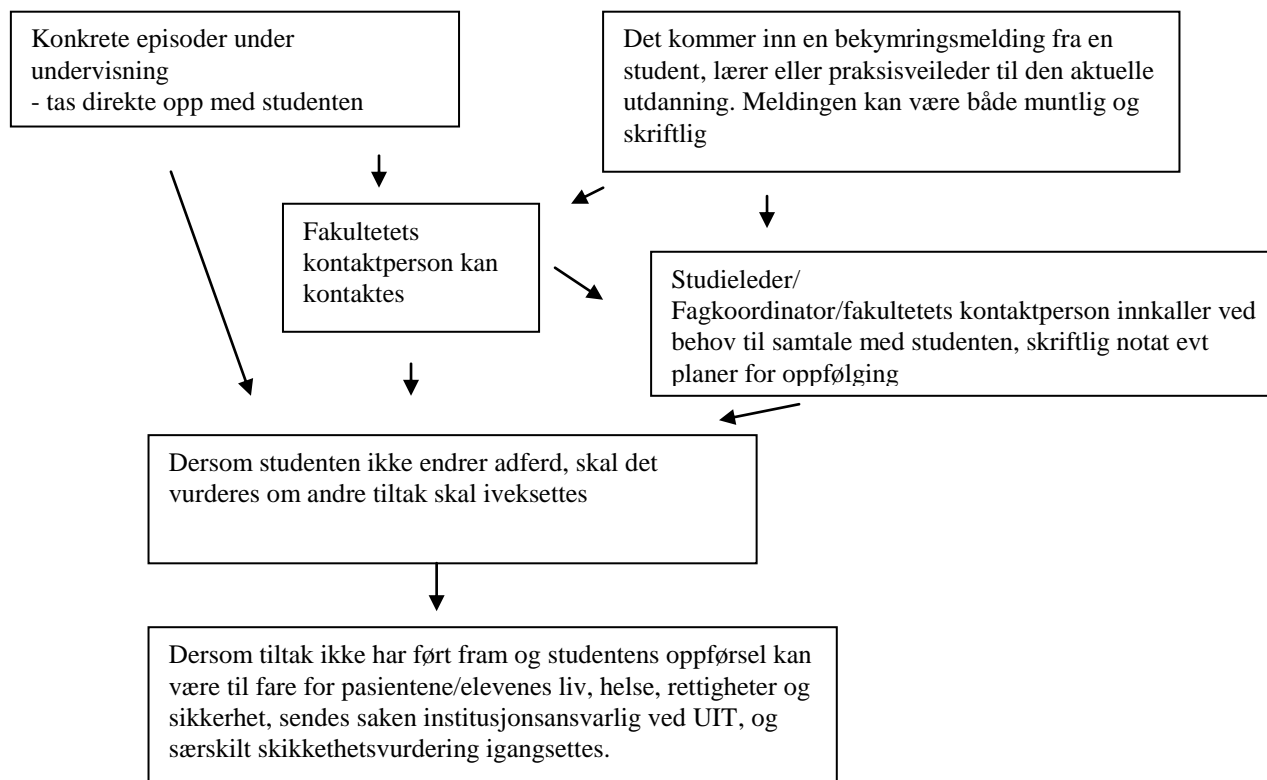 Konkrete episoder under
undervisning
- tas direkte opp med studenten
Det kommer inn en bekymringsmelding fra en
student, lærer eller praksisveileder til den aktuelle
utdanning. Meldingen kan være både muntlig og
skriftlig
Fakultetets
kontaktperson kan
kontaktes
Studieleder/
Fagkoordinator/fakultetets kontaktperson innkaller ved
behov til samtale med studenten, skriftlig notat evt
planer for oppfølging
Dersom studenten ikke endrer adferd, skal det
vurderes om andre tiltak skal iveksettes
Dersom tiltak ikke har ført fram og studentens oppførsel kan
være til fare for pasientene/elevenes liv, helse, rettigheter og
sikkerhet, sendes saken institusjonsansvarlig ved UIT, og
særskilt skikkethetsvurdering igangsettes.